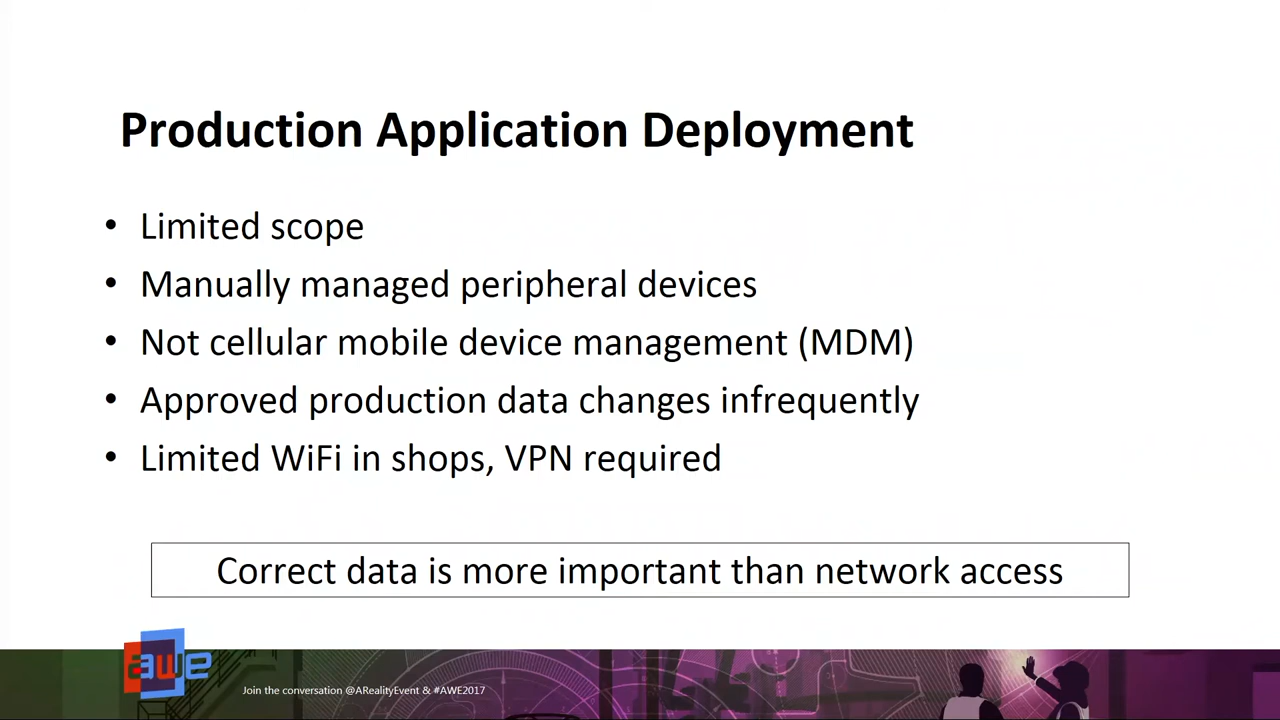 Production Application Deployment
• Limited scope
• Manually managed peripheral devices
• Not cellular mobile device management (MDM)
• Approved production data changes infrequently
• Limited WiFi in shops, VPN required
Correct data is more important than network access
awe
Join the conversation @ARealityEvent & #AWE2017